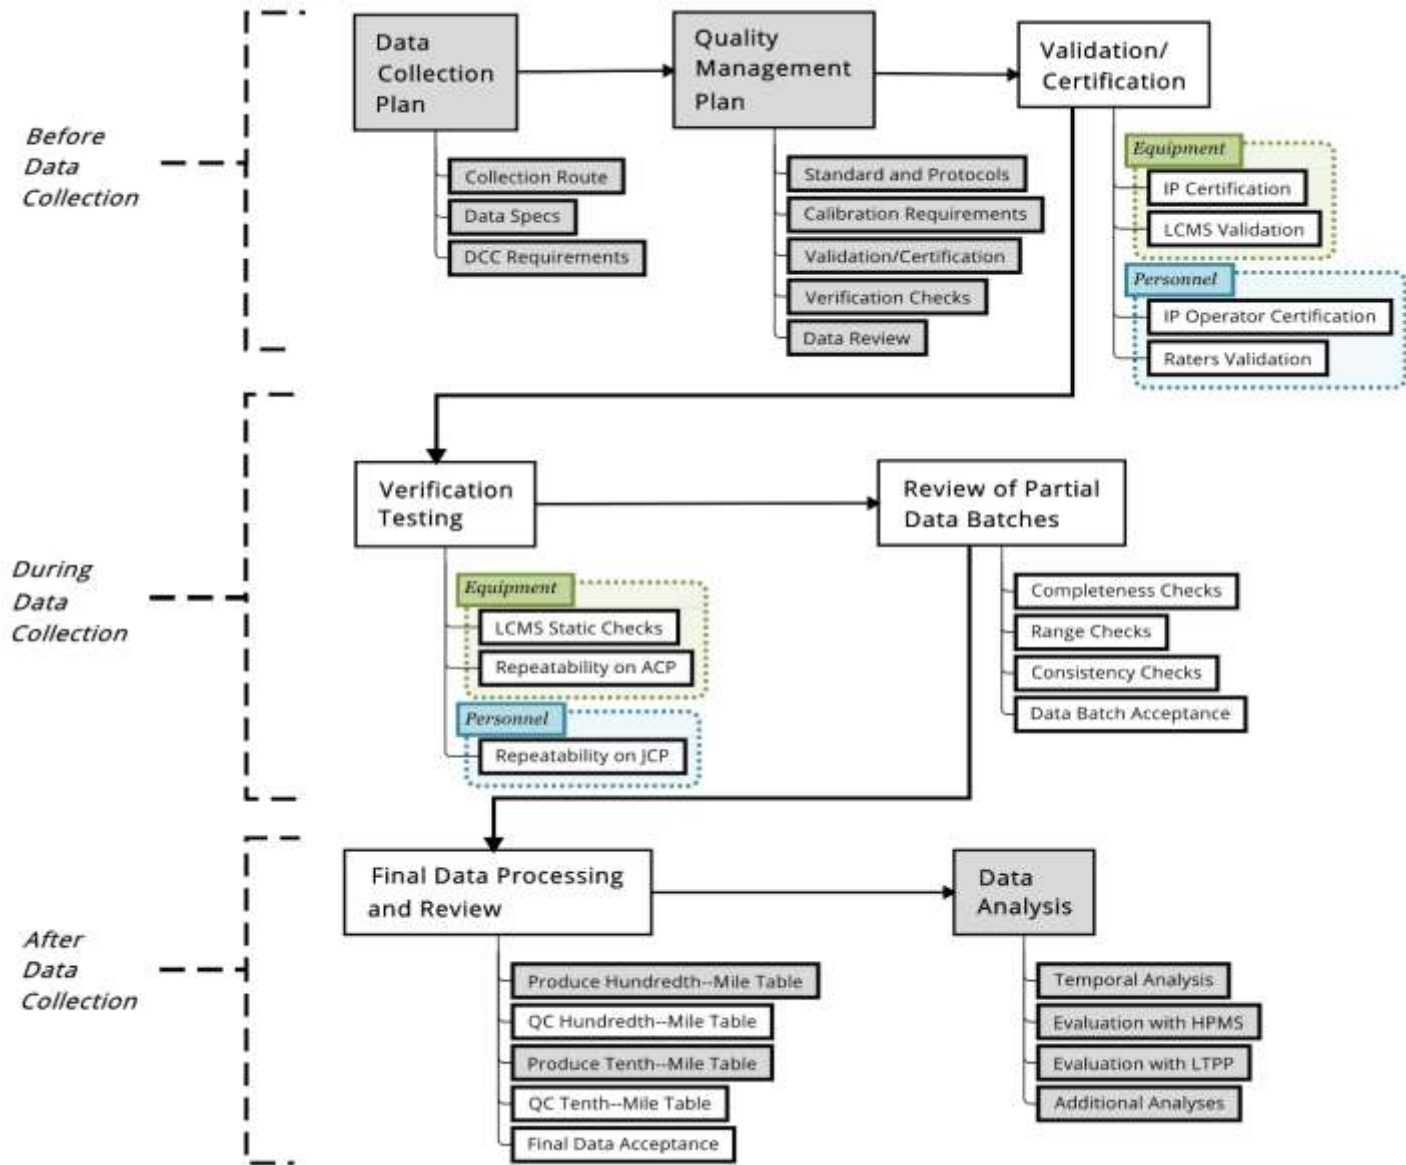 Before
Data
Collection
Data
Collection
Plan
Collection Route
Data Specs
DCC Requirements
Quality
Management
Plan
Standard and Protocols
Calibration Requirements
Validation/Certification
Verification Checks
Data Review
Validation/
Certification
Equipment
IP Certification
LCMS Validation
Personnel
IP Operator Certification
Raters Validation
During
Data
Collection
Verification
Testing
Equipment
LCMS Static Checks
Repeatability on ACP
Personnel
Repeatability on JCP
Review of Partial
Data Batches
Completeness Checks
Range Checks
Consistency Checks
Data Batch Acceptance
After
Data
Collection
Final Data Processing
and Review
Produce Hundredth--Mile Table
QC Hundredth--Mile Table
Produce Tenth--Mile Table
QC Tenth--Mile Table
Final Data Acceptance
Data
Analysis
Temporal Analysis
Evaluation with HPMS
Evaluation with LTPP
Additional Analyses